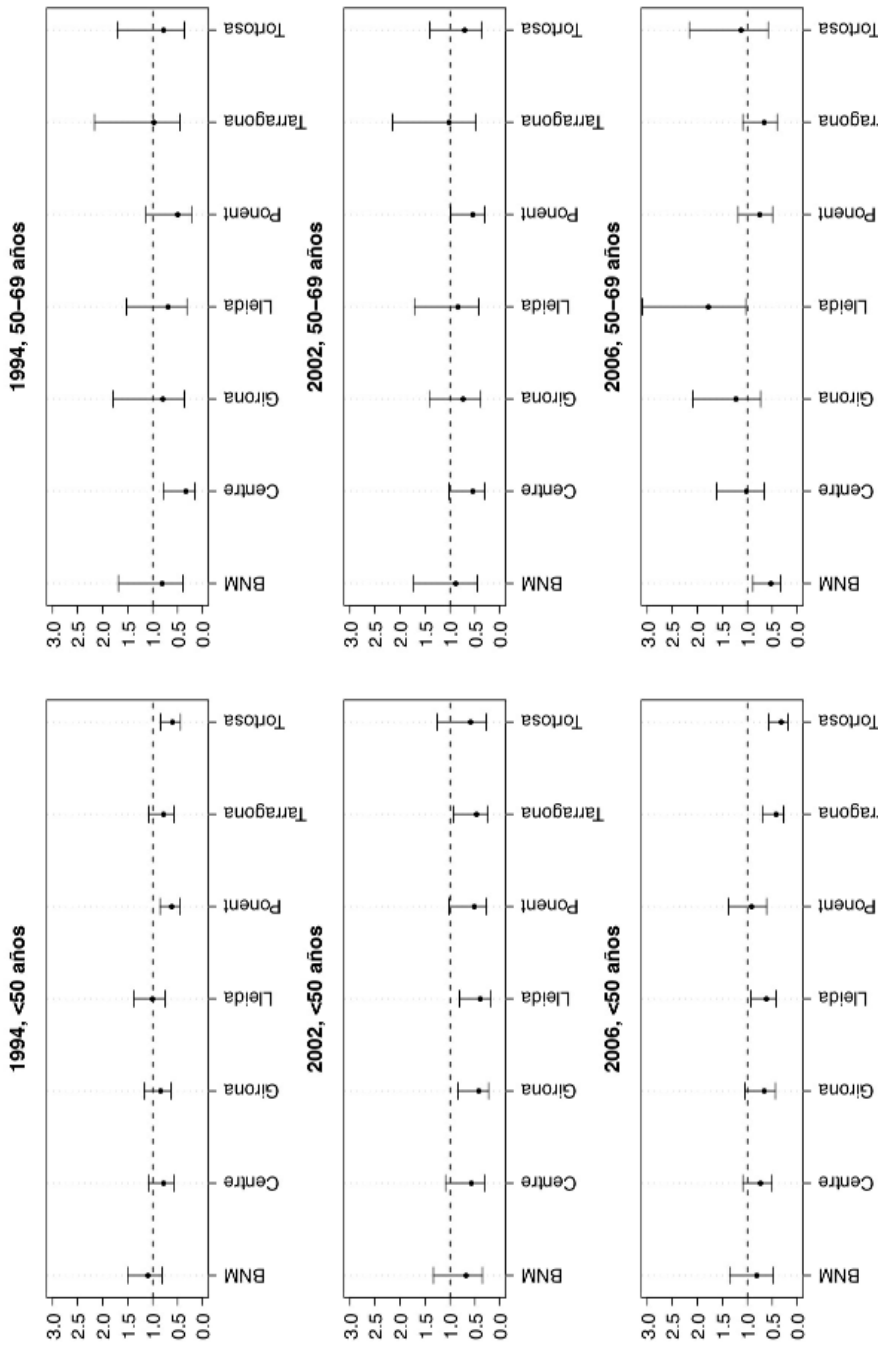 1994, <50 años
3.0
2.5
2.0
1.5
1.0
0.5
0.0
BNM
Centre
Girona
Lleida
Ponent
Tarragona
Tortosa
1994, 50–69 años
3.0
2.5
2.0
1.5
1.0
0.5
0.0
BNM
Centre
Girona
Lleida
Ponent
Tarragona
Tortosa
2002, <50 años
3.0
2.5
2.0
1.5
1.0
0.5
0.0
BNM
Centre
Girona
Lleida
Ponent
Tarragona
Tortosa
2002, 50–69 años
3.0
2.5
2.0
1.5
1.0
0.5
0.0
BNM
Centre
Girona
Lleida
Ponent
Tarragona
Tortosa
2006, <50 años
3.0
2.5
2.0
1.5
1.0
0.5
0.0
BNM
Centre
Girona
Lleida
Ponent
ragona
Tortosa
2006, 50–69 años
3.0
2.5
2.0
1.5
1.0
0.5
0.0
BNM
Centre
Girona
Lleida
Ponent
rragona
Tortosa